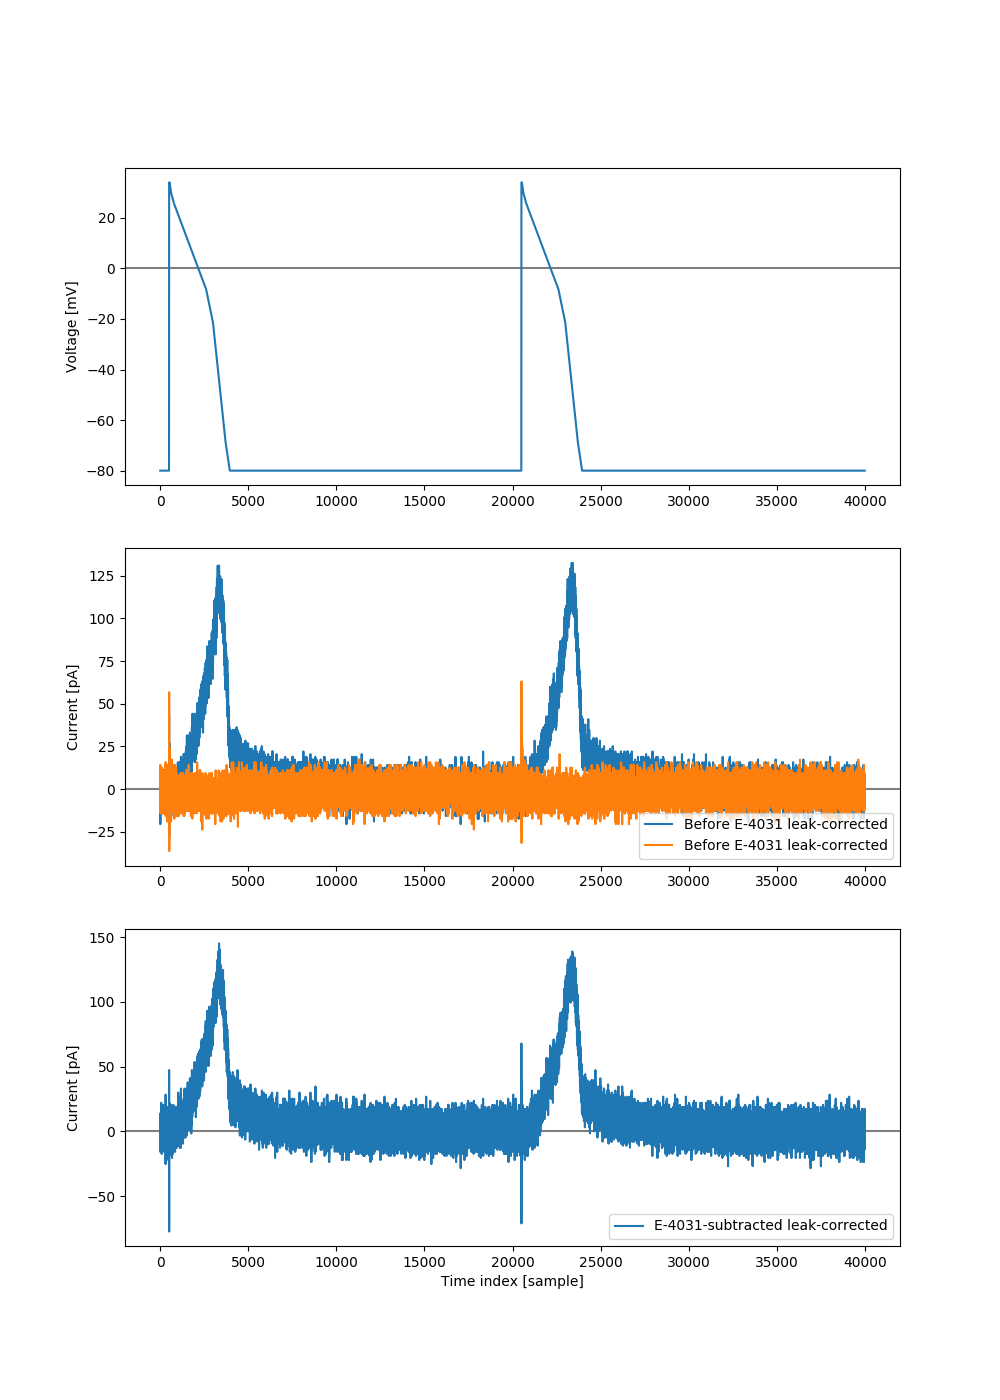 20
0
−20
−40
−60
−80
Voltage [mV]
0 5000 10000 15000 20000 25000 30000 35000 40000
125
100
75
50
25
0
−25
Current [pA]
Before E-4031 leak-corrected
Before E-4031 leak-corrected
0 5000 10000 15000 20000 25000 30000 35000 40000
150
100
50
0
−50
Current [pA]
E-4031-subtracted leak-corrected
0 5000 10000 15000 20000 25000 30000 35000 40000
Time index [sample]